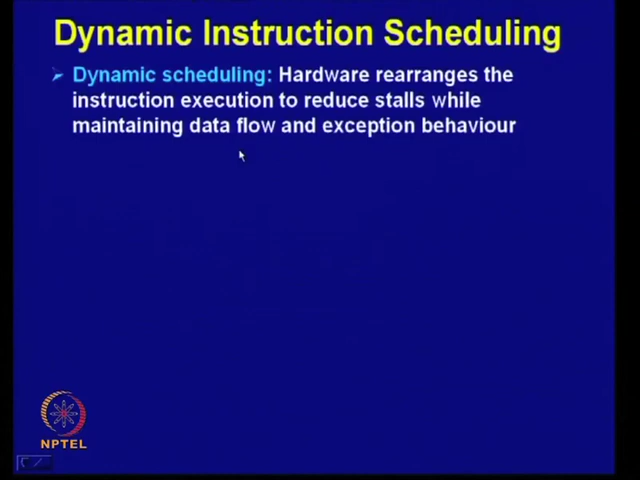 Dynamic Instruction Scheduling
Dynamic scheduling: Hardware rearranges the
instruction execution to reduce stalls while
maintaining data flow and exception behaviour
NPTEL